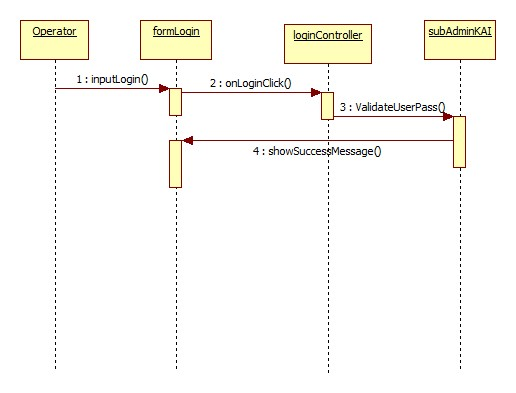 Operator
formLogin
loginController
subAdminKAI
1 : inputLogin()
2 : onLoginClick()
3 : ValidateUserPass()
4 : showSuccessMessage()